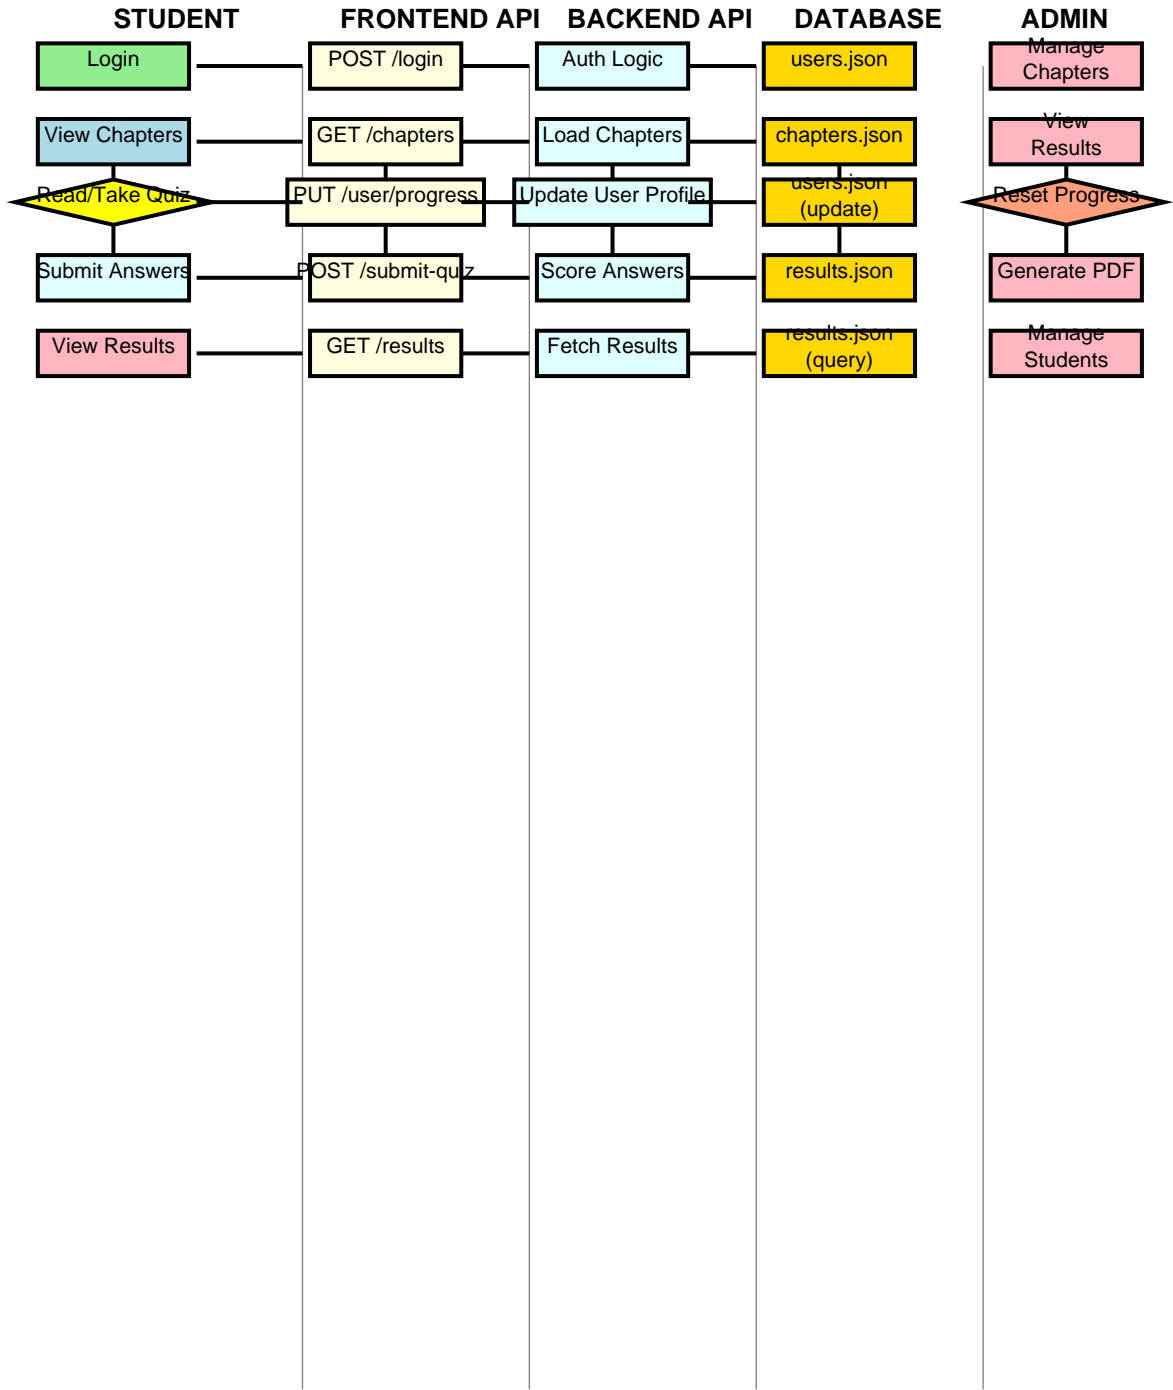 STUDENT
FRONTEND API
BACKEND API
DATABASE
ADMIN
Login
POST /login
Auth Logic
users.json
Manage
Chapters
View Chapters
GET /chapters
Load Chapters
chapters.json
View
Results
Read/Take Quiz
PUT /user/progress
Update User Profile
users.json
(update)
Reset Progress
Submit Answers
POST /submit-quiz
Score Answers
results.json
Generate PDF
View Results
GET /results
Fetch Results
results.json
(query)
Manage
Students